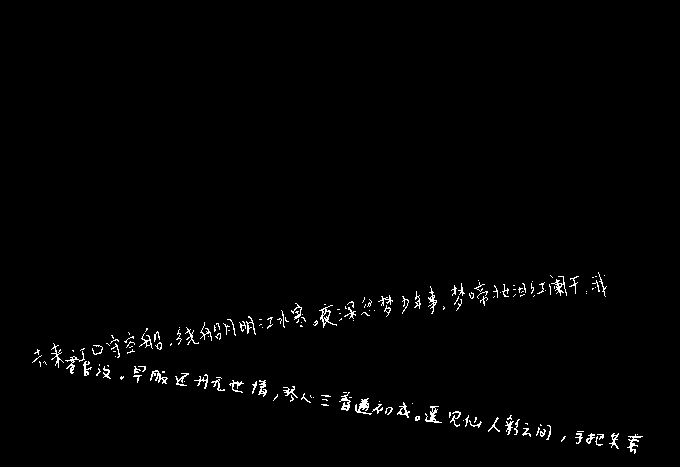 去来江口守空船，绕船月明江水寒。夜深忽梦少年事，梦啼妆泪红阑干。我
苔没。早服还丹无世情，琴心三叠道初成。遥见仙人彩云间，手把芙蓉